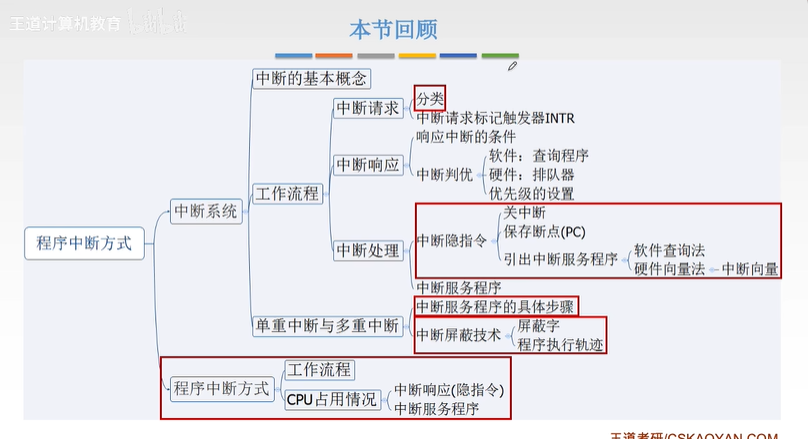 王道计算机教育
本节回顾
中断的基本概念
分类
中断请求
中断请求标记触发器INTR
响应中断的条件
软件：查询程序
中断响应
中断判优
硬件：排队器
工作流程
优先级的设置
中断系统
关中断
保存断点(PC)
程序中断方式
中断隐指令
中断处理
软件查询法
引出中断服务程序
硬件向量法
中断向量
中断服务程序
中断服务程序的具体步骤
单重中断与多重中断
屏蔽字
中断屏蔽技术
程序执行轨迹
工作流程
程序中断方式
中断响应(隐指令)
CPU占用情况
中断服务程序
王道考研/CSKAOYAN.COM